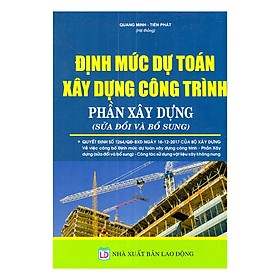 QUANG MINH - TIẾN PHÁT
(Hệ thống)
ĐỊNH MỨC DỰ TOÁN
XÂY DỰNG CÔNG TRÌNH
PHẦN XÂY DỰNG
(SỬA ĐỔI VÀ BỔ SUNG)
QUYẾT ĐỊNH SỐ 1264/QĐ-BXD NGÀY 18-12-2017 CỦA BỘ XÂY DỰNG
Về việc công bố Định mức dự toán xây dựng công trình - Phần Xây
dựng (sửa đổi và bổ sung) - Công tác sử dụng vật liệu xây không nung
LĐ NHÀ XUẤT BẢN LAO ĐỘNG